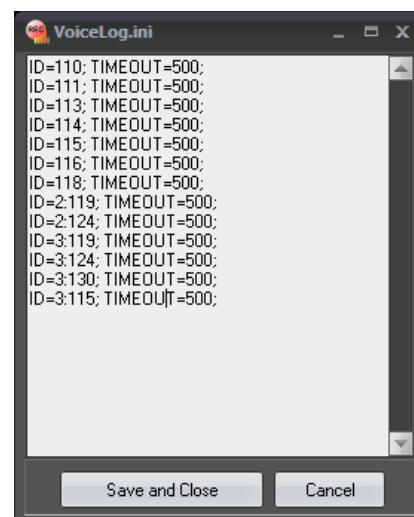 VoiceLog.ini
ID=110; TIMEOUT=500;
ID=111; TIMEOUT=500;
ID=113; TIMEOUT=500;
ID=114; TIMEOUT=500;
ID=115; TIMEOUT=500;
ID=116; TIMEOUT=500;
ID=118; TIMEOUT=500;
ID=2:119; TIMEOUT=500;
ID=2:124; TIMEOUT=500;
ID=3:119; TIMEOUT=500;
ID=3:124; TIMEOUT=500;
ID=3:130; TIMEOUT=500;
ID=3:115; TIMEOUT=500;
Save and Close Cancel